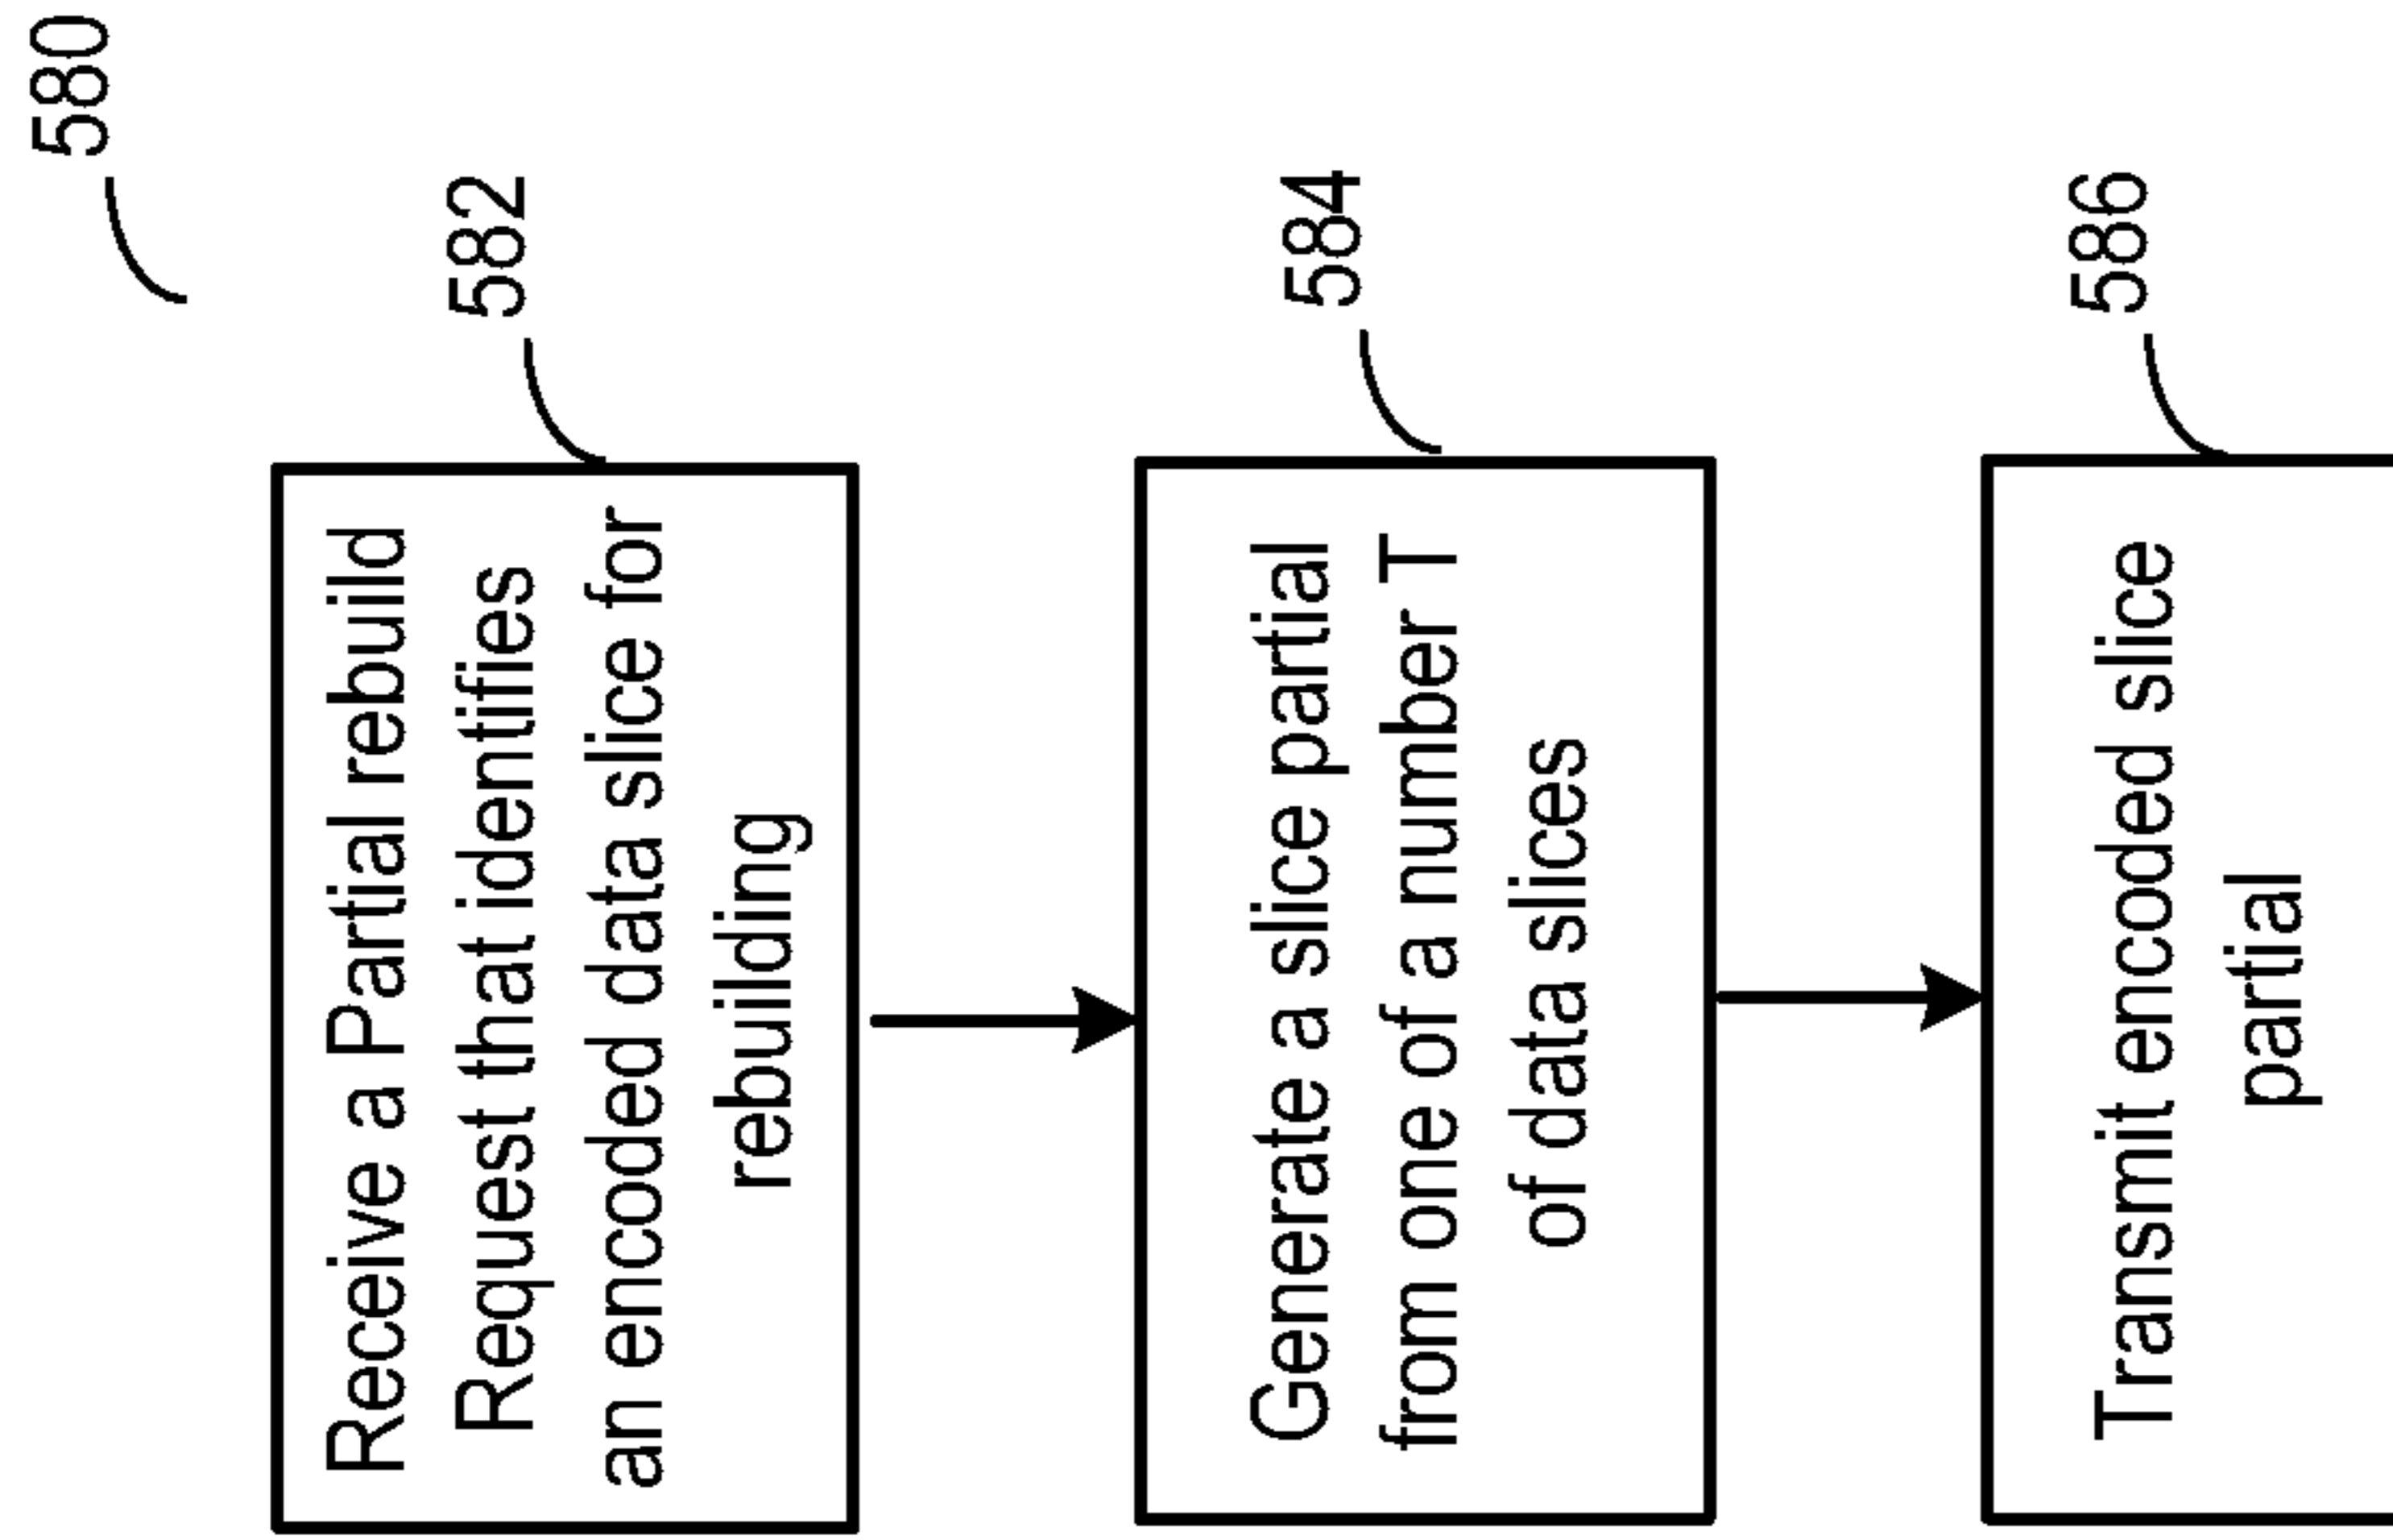 580
582
Receive a Partial rebuild
Request that identifies
an encoded data slice for
rebuilding
584
Generate a slice partial
from one of a number T
of data slices
586
Transmit encoded slice
partial